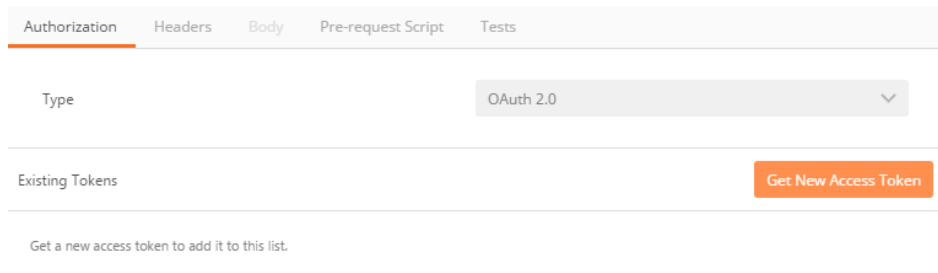 Authorization Headers Body Pre-request Script Tests
Type OAuth 2.0
Existing Tokens Get New Access Token
Get a new access token to add it to this list.